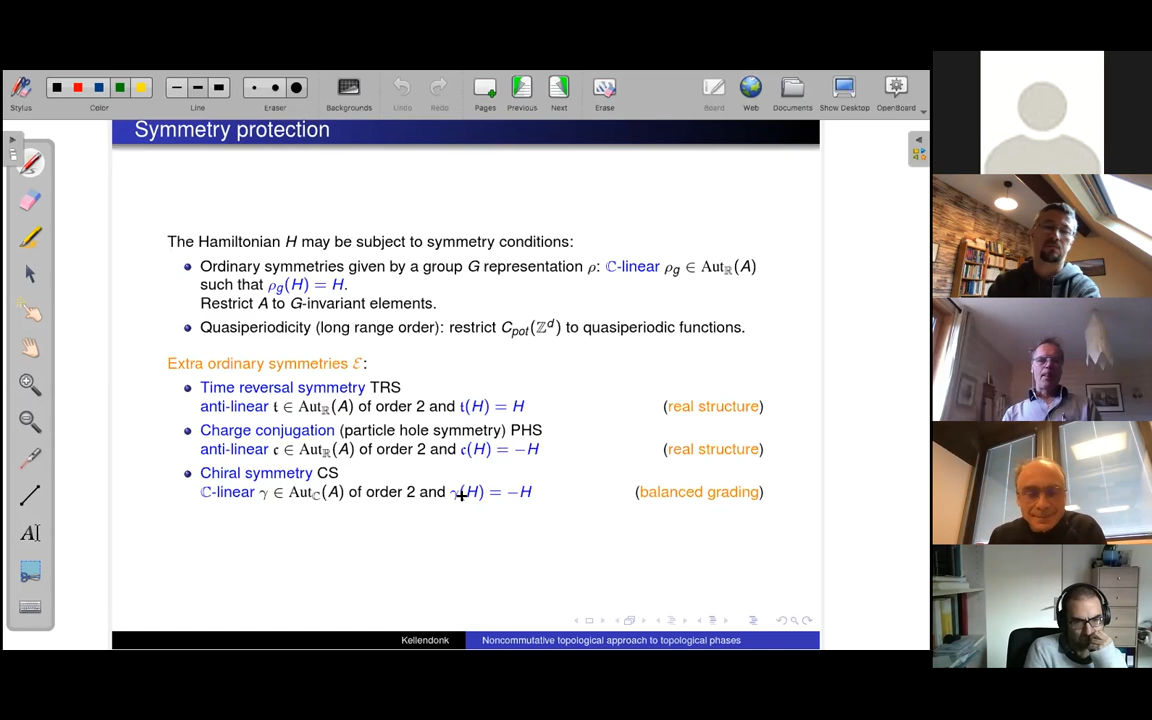 Stylus Color Line Eraser Backgrounds Undo Redo Pages Previous Next Erase Board Web Documents Show Desktop OpenBoard
Symmetry protection
The Hamiltonian H may be subject to symmetry conditions:
Ordinary symmetries given by a group G representation ρ: ℂ-linear ρ_g ∈ Aut_ℝ(A)
such that ρ_g(H) = H.
Restrict A to G-invariant elements.
Quasiperiodicity (long range order): restrict C_pot(ℤ^d) to quasiperiodic functions.
Extra ordinary symmetries ℰ:
Time reversal symmetry TRS
anti-linear 𝔱 ∈ Aut_ℝ(A) of order 2 and 𝔱(H) = H (real structure)
Charge conjugation (particle hole symmetry) PHS
anti-linear 𝔠 ∈ Aut_ℝ(A) of order 2 and 𝔠(H) = −H (real structure)
Chiral symmetry CS
ℂ-linear γ ∈ Aut_ℂ(A) of order 2 and γ(H) = −H (balanced grading)
Kellendonk Noncommutative topological approach to topological phases